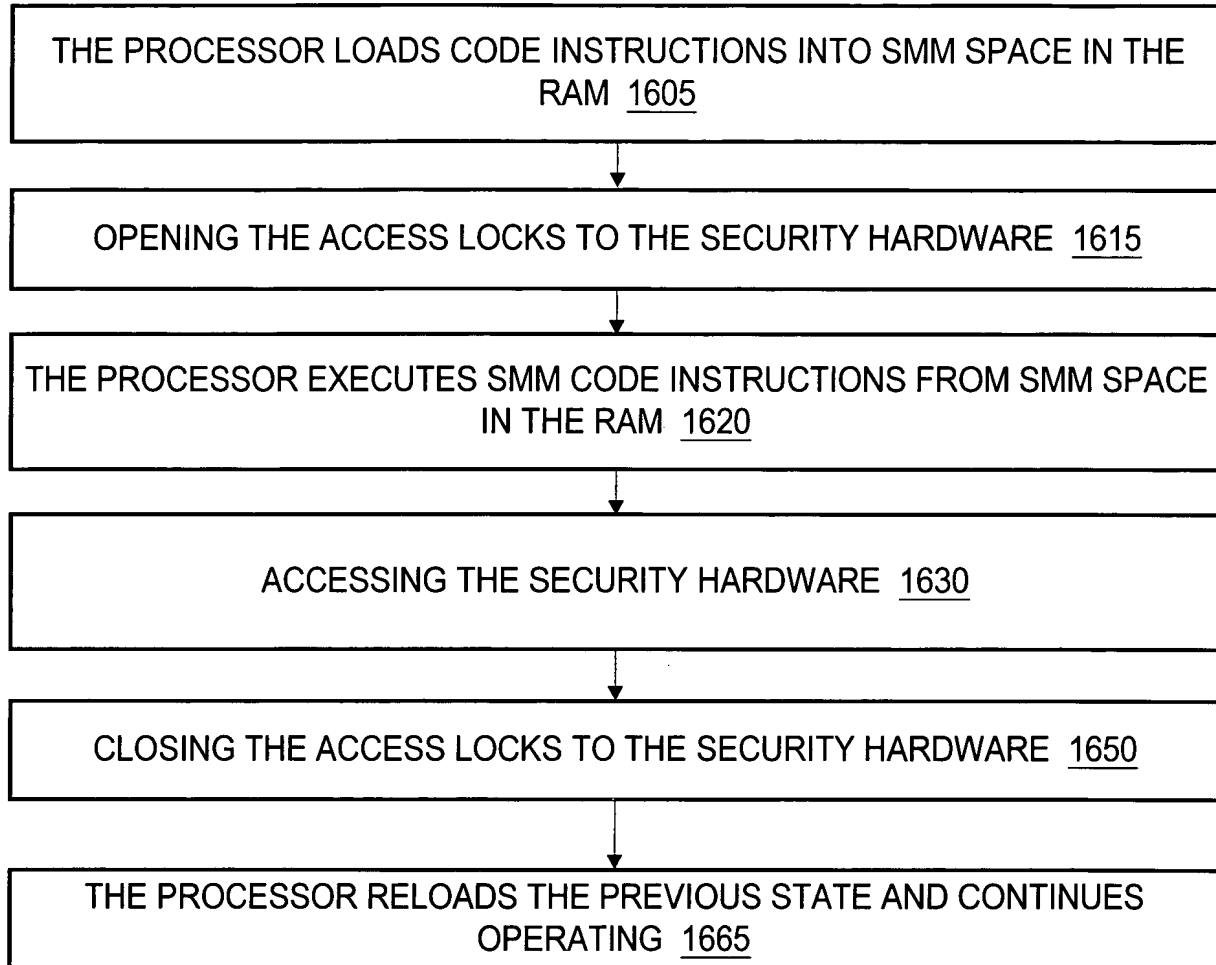 THE PROCESSOR LOADS CODE INSTRUCTIONS INTO SMM SPACE IN THE
RAM 1605
OPENING THE ACCESS LOCKS TO THE SECURITY HARDWARE 1615
THE PROCESSOR EXECUTES SMM CODE INSTRUCTIONS FROM SMM SPACE
IN THE RAM 1620
ACCESSING THE SECURITY HARDWARE 1630
CLOSING THE ACCESS LOCKS TO THE SECURITY HARDWARE 1650
THE PROCESSOR RELOADS THE PREVIOUS STATE AND CONTINUES
OPERATING 1665